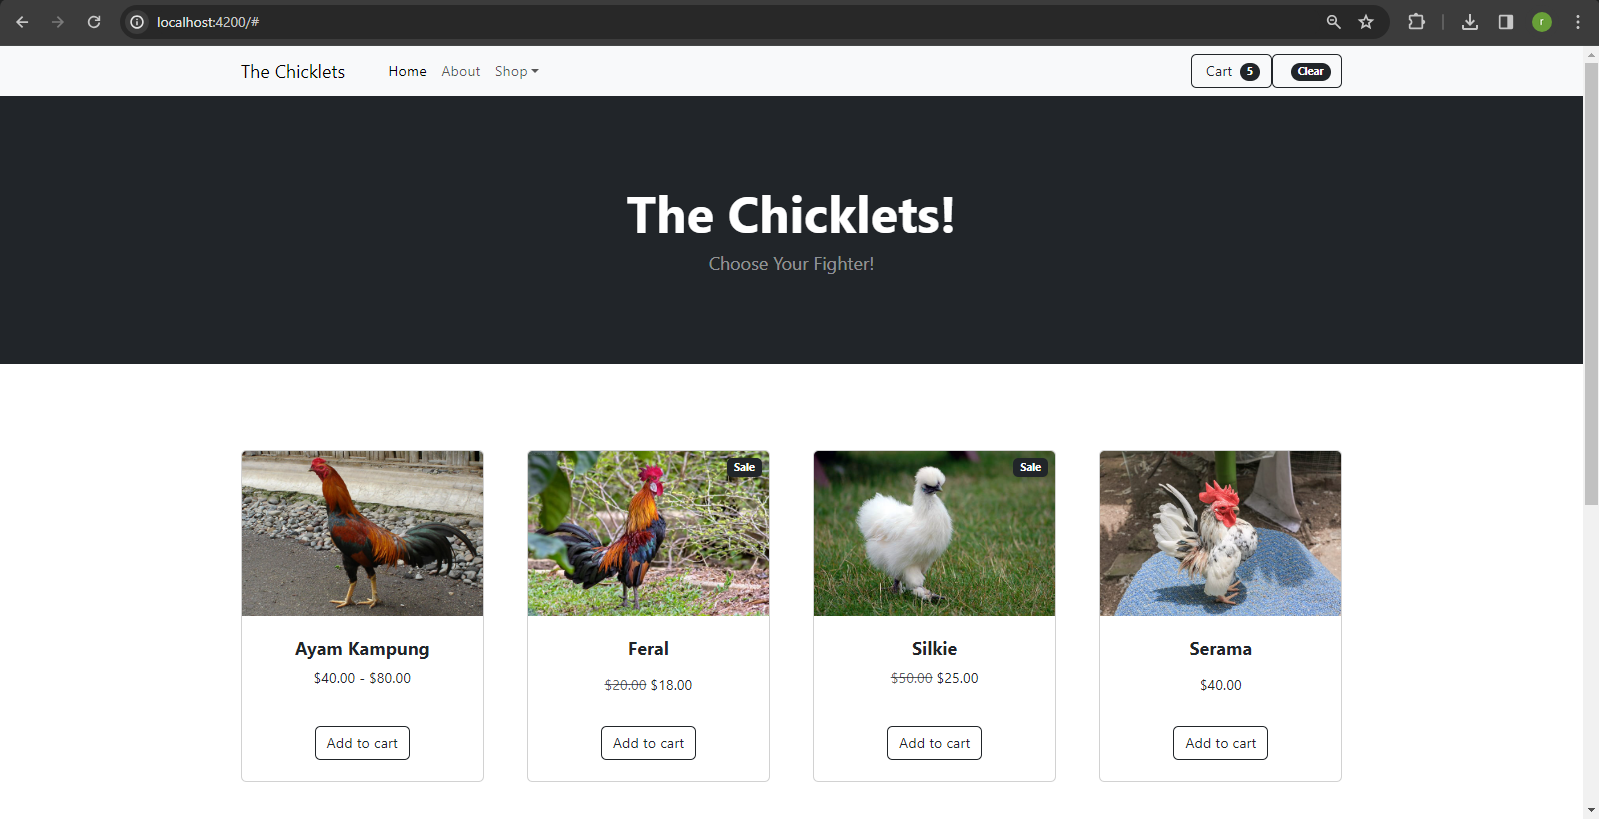 localhost:4200/#
r
The Chicklets Home About Shop Cart 5 Clear
The Chicklets!
Choose Your Fighter!
Sale Sale
Ayam Kampung Feral Silkie Serama
$40.00 - $80.00 $20.00 $18.00 $50.00 $25.00 $40.00
Add to cart Add to cart Add to cart Add to cart